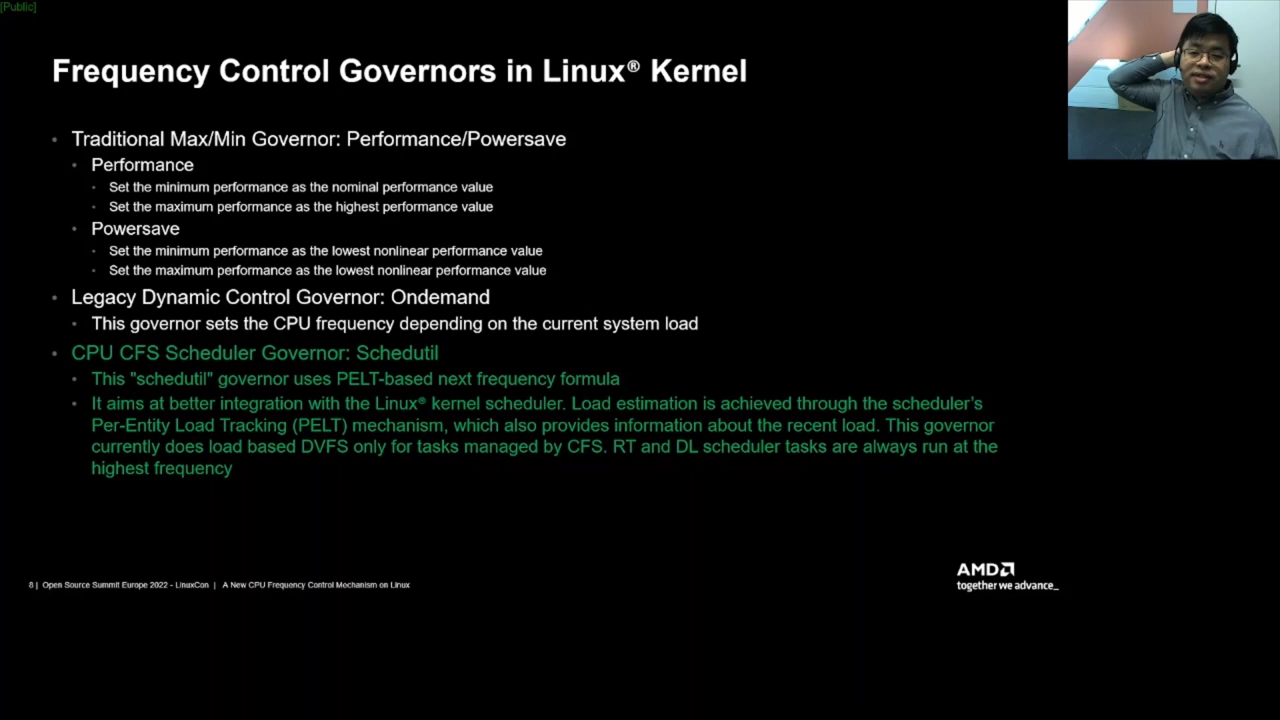 [Public]
Frequency Control Governors in Linux® Kernel
• Traditional Max/Min Governor: Performance/Powersave
• Performance
• Set the minimum performance as the nominal performance value
• Set the maximum performance as the highest performance value
• Powersave
• Set the minimum performance as the lowest nonlinear performance value
• Set the maximum performance as the lowest nonlinear performance value
• Legacy Dynamic Control Governor: Ondemand
• This governor sets the CPU frequency depending on the current system load
• CPU CFS Scheduler Governor: Schedutil
• This "schedutil" governor uses PELT-based next frequency formula
• It aims at better integration with the Linux® kernel scheduler. Load estimation is achieved through the scheduler's
Per-Entity Load Tracking (PELT) mechanism, which also provides information about the recent load. This governor
currently does load based DVFS only for tasks managed by CFS. RT and DL scheduler tasks are always run at the
highest frequency
8 | Open Source Summit Europe 2022 - LinuxCon | A New CPU Frequency Control Mechanism on Linux
AMD
together we advance_